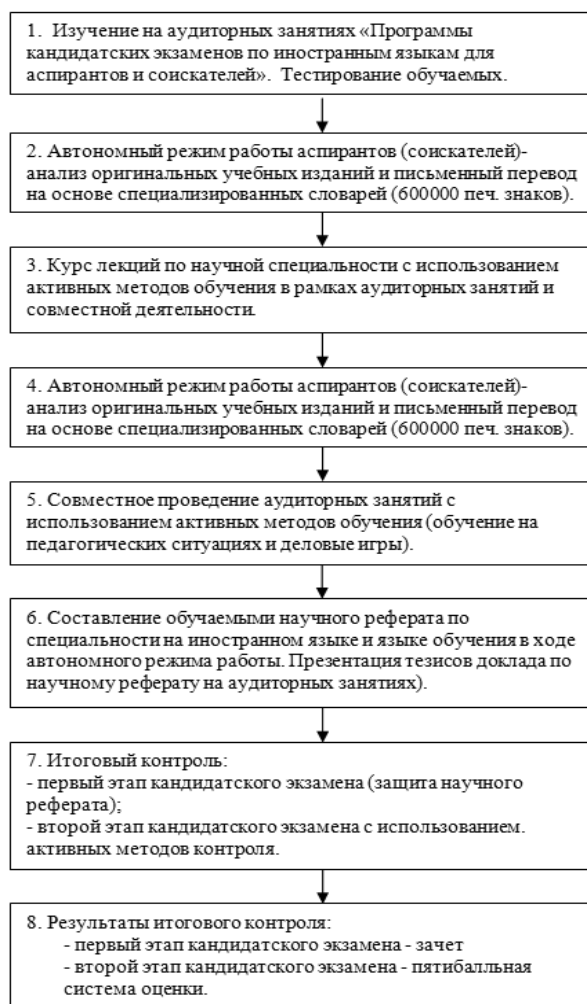 1. Изучение на аудиторных занятиях «Программы
кандидатских экзаменов по иностранным языкам для
аспирантов и соискателей». Тестирование обучаемых.
2. Автономный режим работы аспирантов (соискателей)-
анализ оригинальных учебных изданий и письменный перевод
на основе специализированных словарей (600000 печ. знаков).
3. Курс лекций по научной специальности с использованием
активных методов обучения в рамках аудиторных занятий и
совместной деятельности.
4. Автономный режим работы аспирантов (соискателей)-
анализ оригинальных учебных изданий и письменный перевод
на основе специализированных словарей (600000 печ. знаков).
5. Совместное проведение аудиторных занятий с
использованием активных методов обучения (обучение на
педагогических ситуациях и деловые игры).
6. Составление обучаемыми научного реферата по
специальности на иностранном языке и языке обучения в ходе
автономного режима работы. Презентация тезисов доклада по
научному реферату на аудиторных занятиях).
7. Итоговый контроль:
- первый этап кандидатского экзамена (защита научного
реферата);
- второй этап кандидатского экзамена с использованием.
активных методов контроля.
8. Результаты итогового контроля:
- первый этап кандидатского экзамена - зачет
- второй этап кандидатского экзамена - пятибалльная
система оценки.